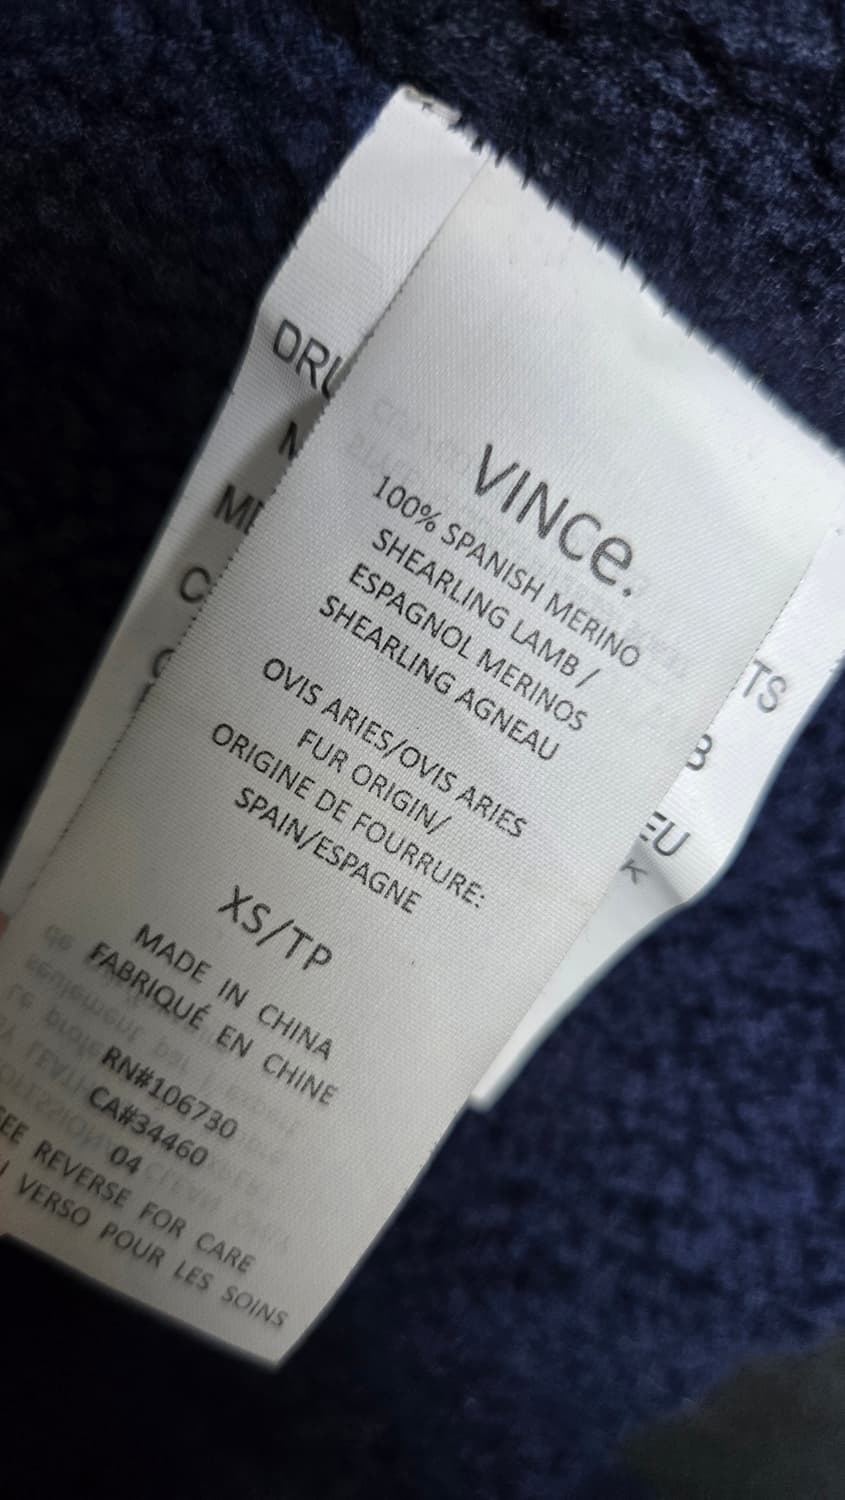 VINCe.
100% SPANISH MERINO
SHEARLING LAMB /
ESPAGNOL MERINOS
SHEARLING AGNEAU
OVIS ARIES/OVIS ARIES
FUR ORIGIN/
ORIGINE DE FOURRURE:
SPAIN/ESPAGNE
XS/TP
MADE IN CHINA
FABRIQUÉ EN CHINE
RN#106730
CA#34460
04
SEE REVERSE FOR CARE
VERSO POUR LES SOINS